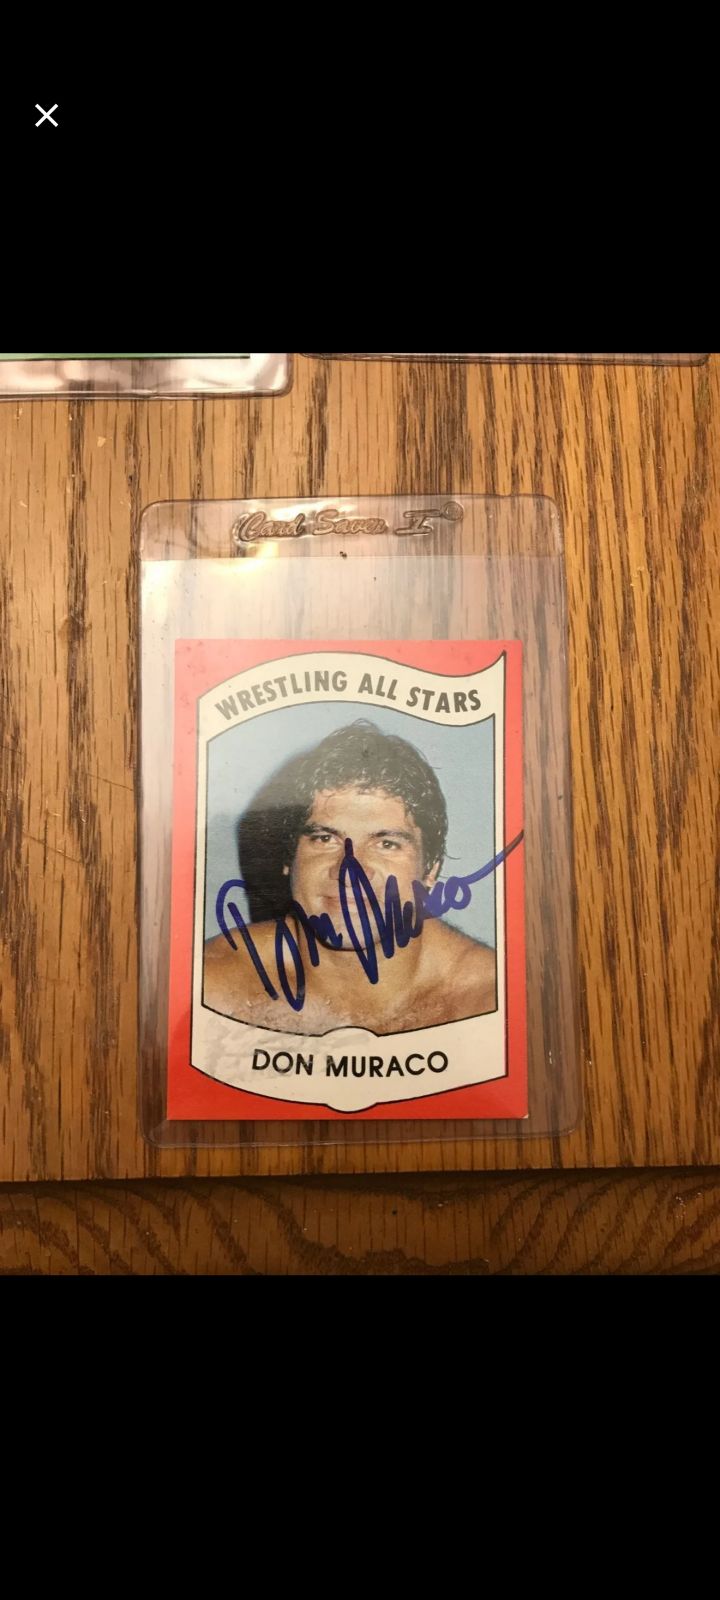 Card Saver I®
WRESTLING ALL STARS
Don Muraco
DON MURACO